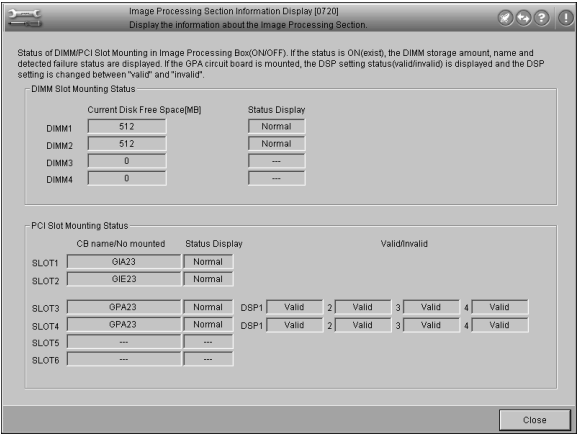 Image Processing Section Information Display [0720]
Display the information about the Image Processing Section.
Status of DIMM/PCI Slot Mounting in Image Processing Box(ON/OFF). If the status is ON(exist), the DIMM storage amount, name and
detected failure status are displayed. If the GPA circuit board is mounted, the DSP setting status(valid/invalid) is displayed and the DSP
setting is changed between "valid" and "invalid".
DIMM Slot Mounting Status
Current Disk Free Space[MB] Status Display
DIMM1 512 Normal
DIMM2 512 Normal
DIMM3 0 ---
DIMM4 0 ---
PCI Slot Mounting Status
CB name/No mounted Status Display Valid/Invalid
SLOT1 GIA23 Normal
SLOT2 GIE23 Normal
SLOT3 GPA23 Normal DSP1 Valid 2 Valid 3 Valid 4 Valid
SLOT4 GPA23 Normal DSP1 Valid 2 Valid 3 Valid 4 Valid
SLOT5 --- ---
SLOT6 --- ---
Close